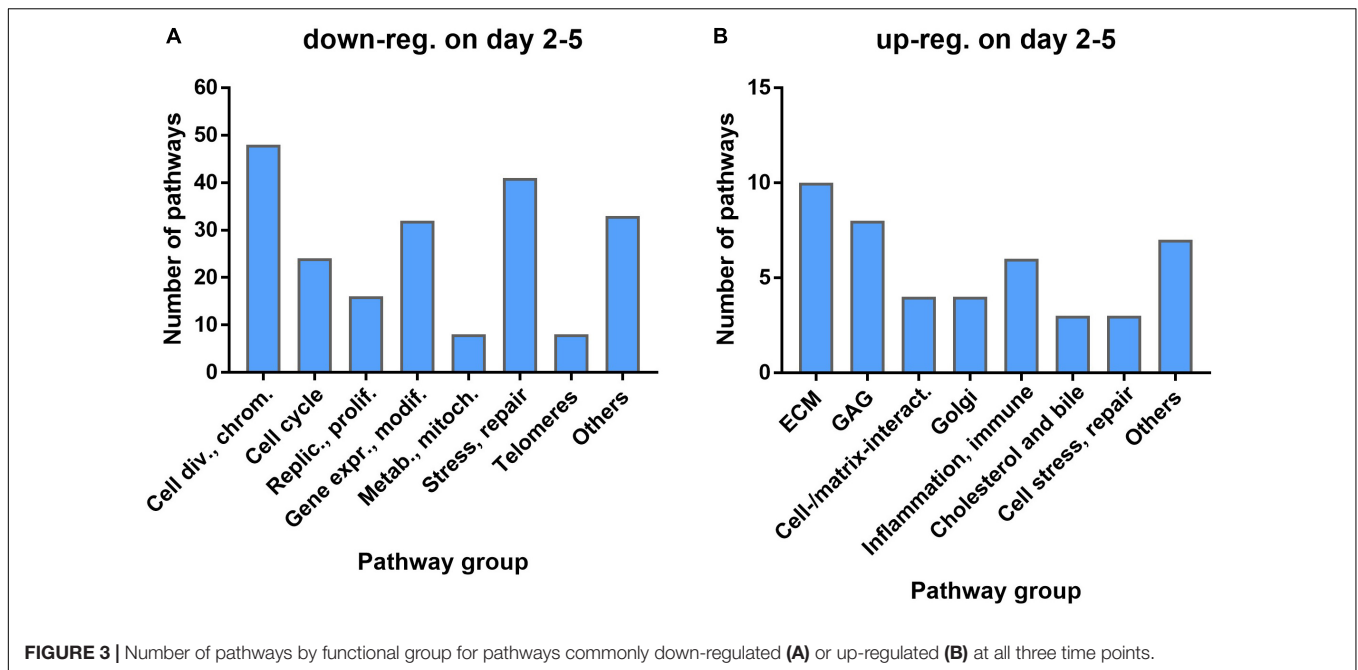 A
down-reg. on day 2-5
Number of pathways
60
50
40
30
20
10
0
Cell div., chrom.
Cell cycle
Replic., prolif.
Gene expr., modif.
Metab., mitoch.
Stress, repair
Telomeres
Others
Pathway group
B
up-reg. on day 2-5
Number of pathways
15
10
5
0
ECM
GAG
Cell-/matrix-interact.
Golgi
Inflammation, immune
Cholesterol and bile
Cell stress, repair
Others
Pathway group
FIGURE 3 | Number of pathways by functional group for pathways commonly down-regulated (A) or up-regulated (B) at all three time points.